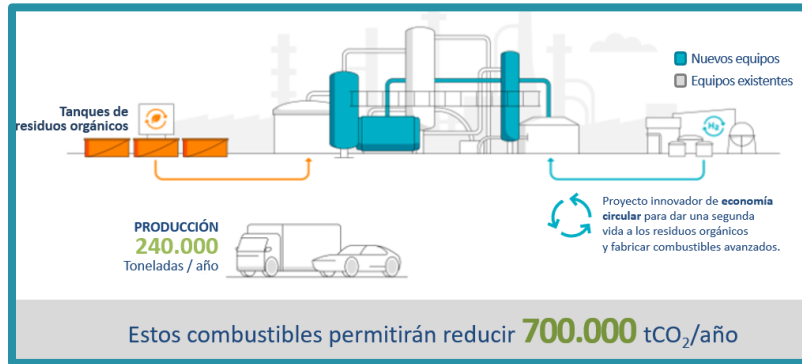 Nuevos equipos
Equipos existentes
Tanques de
residuos orgánicos
H₂
Proyecto innovador de economía
circular para dar una segunda
vida a los residuos orgánicos
y fabricar combustibles avanzados.
PRODUCCIÓN
240.000
Toneladas / año
Estos combustibles permitirán reducir 700.000 tCO₂/año